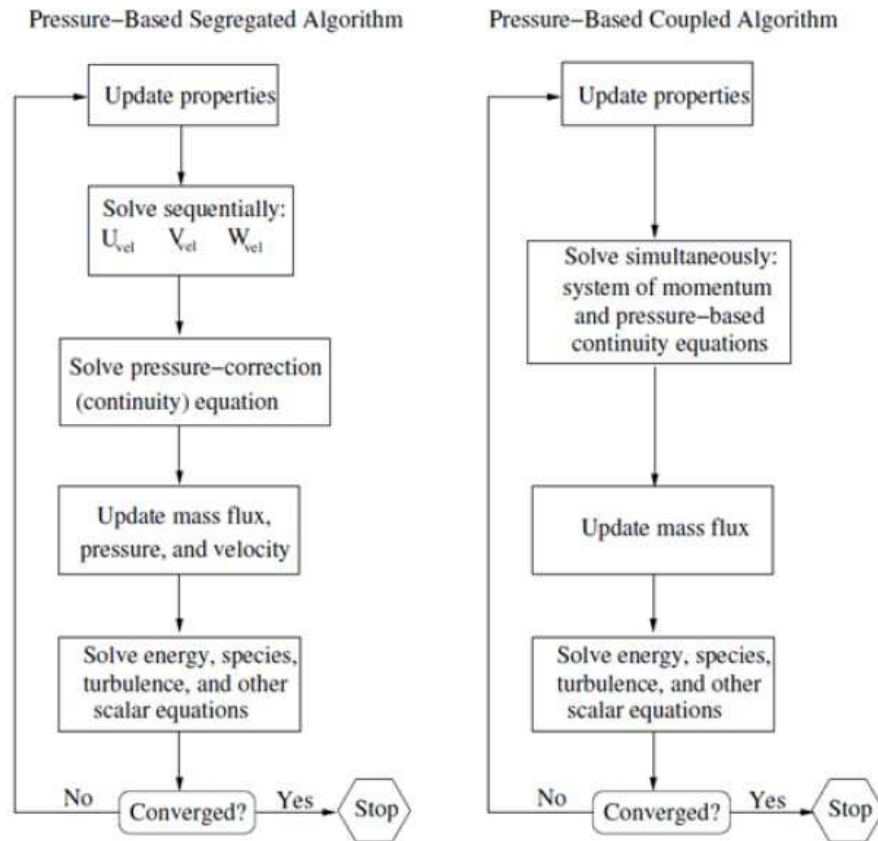 Pressure−Based Segregated Algorithm
Update properties
Solve sequentially:
Uvel Vvel Wvel
Solve pressure−correction
(continuity) equation
Update mass flux,
pressure, and velocity
Solve energy, species,
turbulence, and other
scalar equations
No
Converged?
Yes
Stop
Pressure−Based Coupled Algorithm
Update properties
Solve simultaneously:
system of momentum
and pressure−based
continuity equations
Update mass flux
Solve energy, species,
turbulence, and other
scalar equations
No
Converged?
Yes
Stop